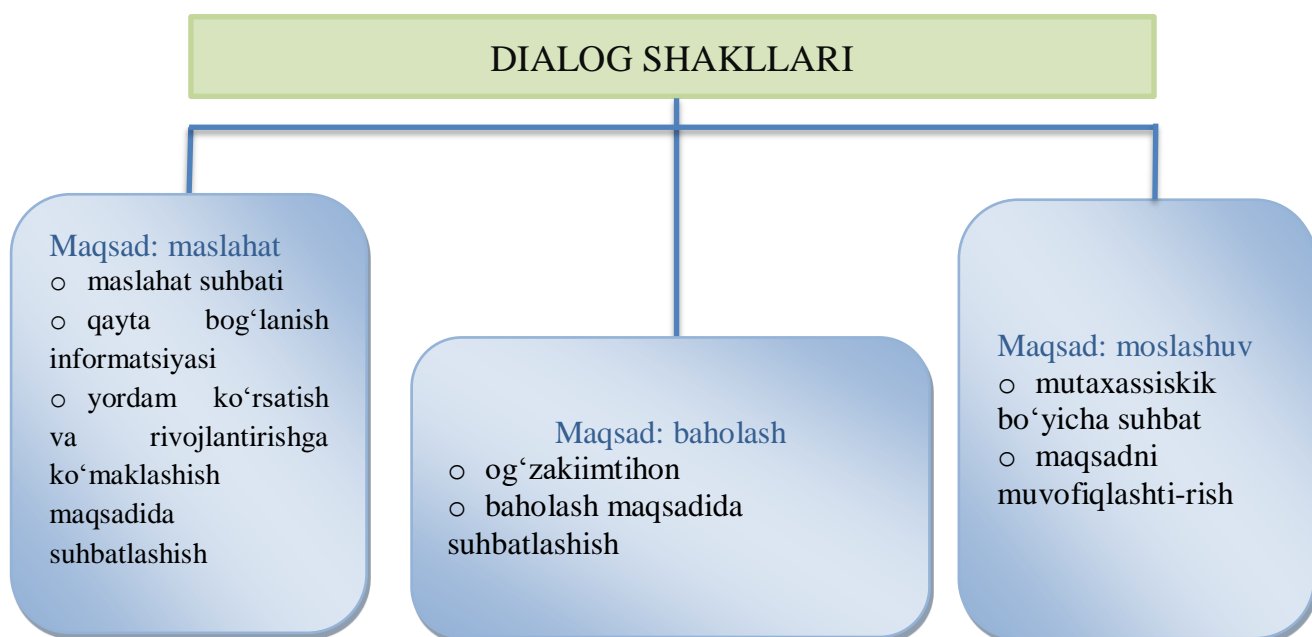 DIALOG SHAKLLARI
Maqsad: maslahat
o maslahat suhbati
o qayta bog‘lanish
informatsiyasi
o yordam ko‘rsatish
va rivojlantirishga
ko‘maklashish
maqsadida
suhbatlashish
Maqsad: baholash
o og‘zakiimtihon
o baholash maqsadida
suhbatlashish
Maqsad: moslashuv
o mutaxassiskik
bo‘yicha suhbat
o maqsadni
muvofiqlashti-rish